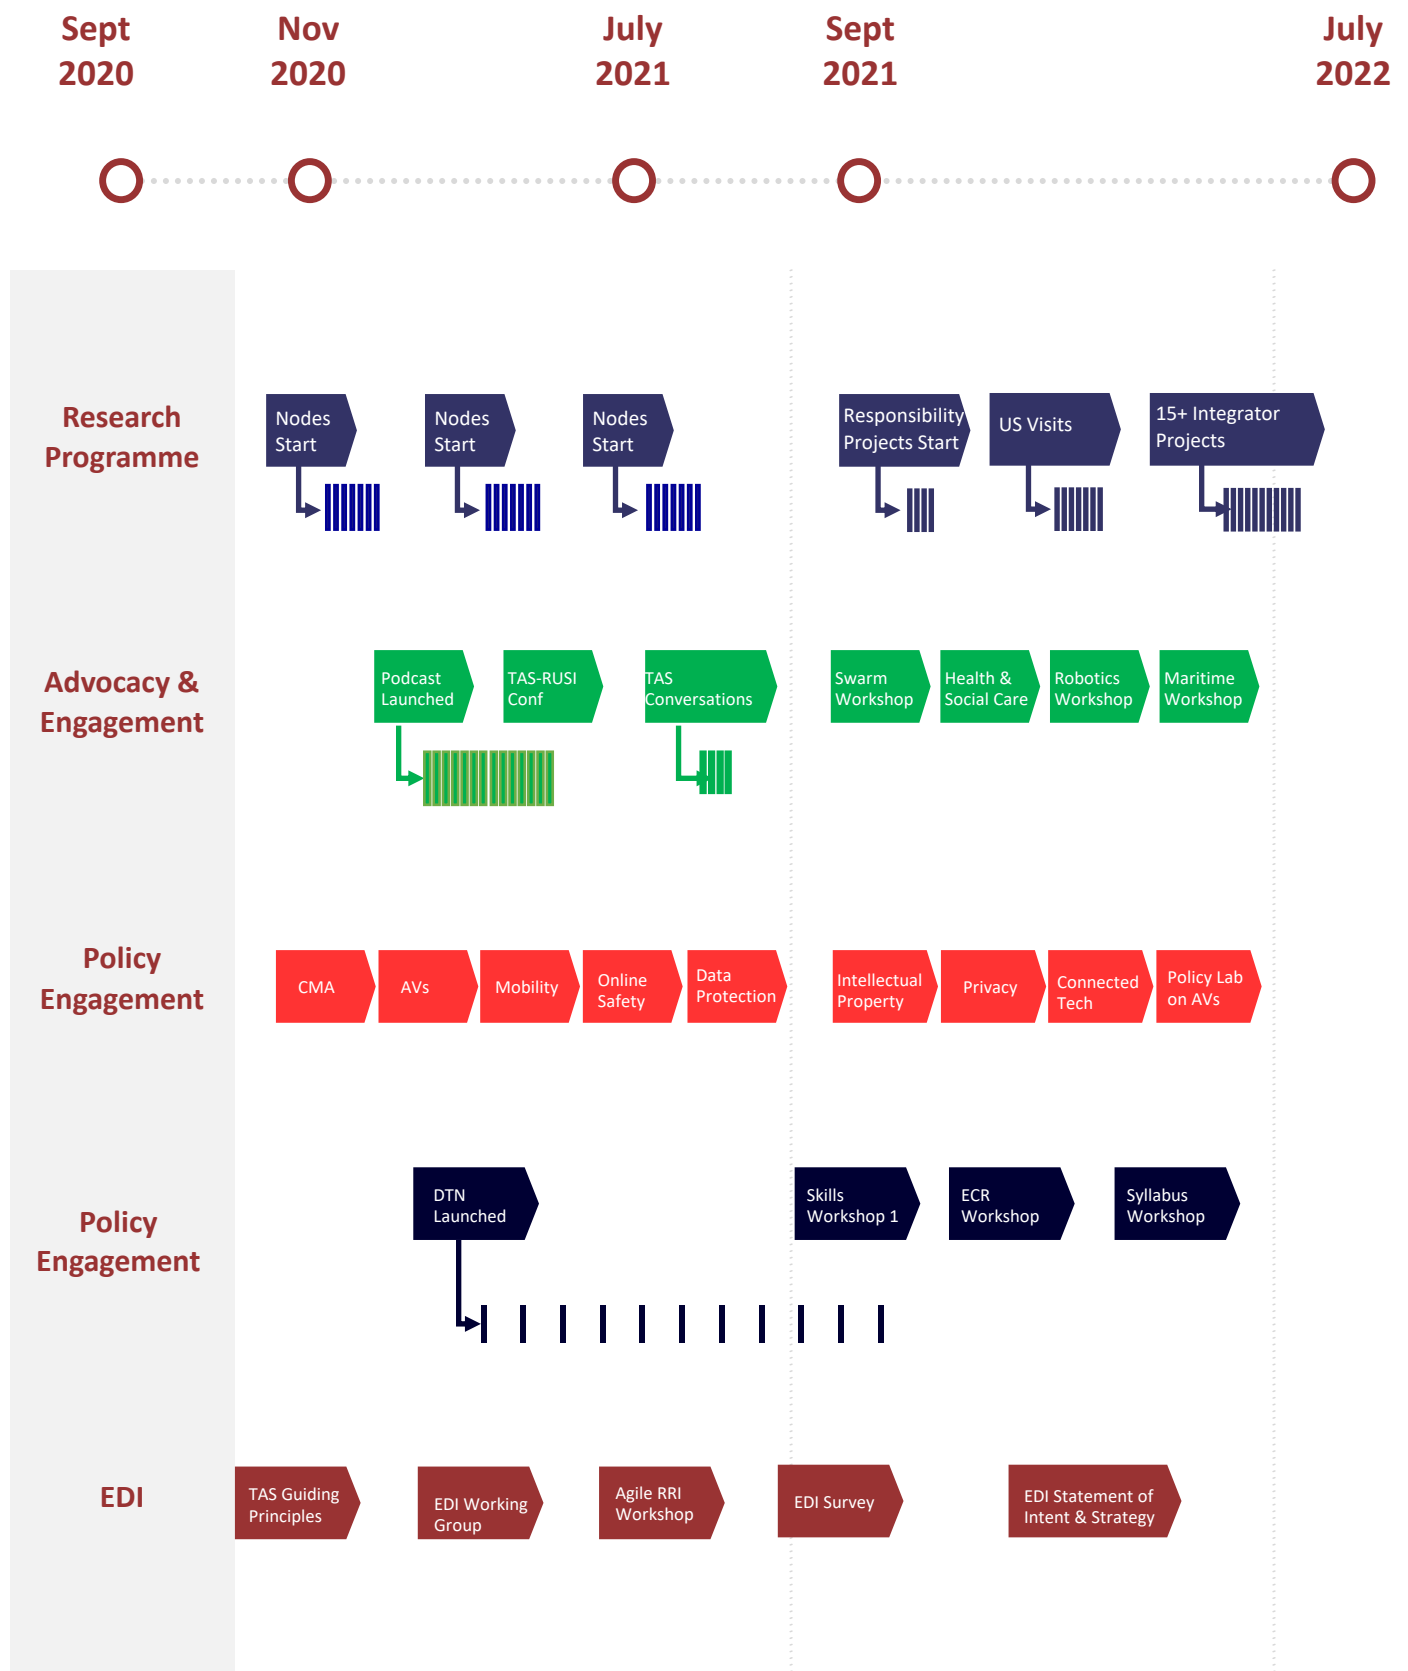 Sept
2020
Nov
2020
July
2021
Sept
2021
July
2022
Research
Programme
Nodes
Start
Nodes
Start
Nodes
Start
Responsibility
Projects Start
US Visits
15+ Integrator
Projects
Advocacy &
Engagement
Podcast
Launched
TAS-RUSI
Conf
TAS
Conversations
Swarm
Workshop
Health &
Social Care
Robotics
Workshop
Maritime
Workshop
Policy
Engagement
CMA
AVs
Mobility
Online
Safety
Data
Protection
Intellectual
Property
Privacy
Connected
Tech
Policy Lab
on AVs
Policy
Engagement
DTN
Launched
Skills
Workshop 1
ECR
Workshop
Syllabus
Workshop
EDI
TAS Guiding
Principles
EDI Working
Group
Agile RRI
Workshop
EDI Survey
EDI Statement of
Intent & Strategy